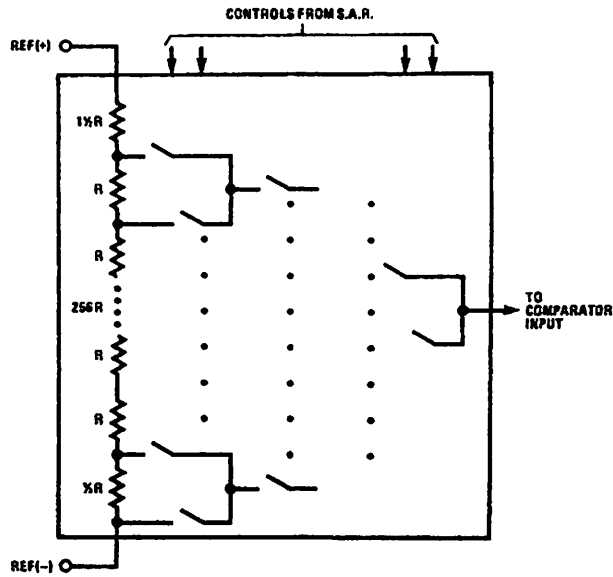 CONTROLS FROM S.A.R.
REF(+)
1½R
R
R
256R
R
R
½R
TO
COMPARATOR
INPUT
REF(−)